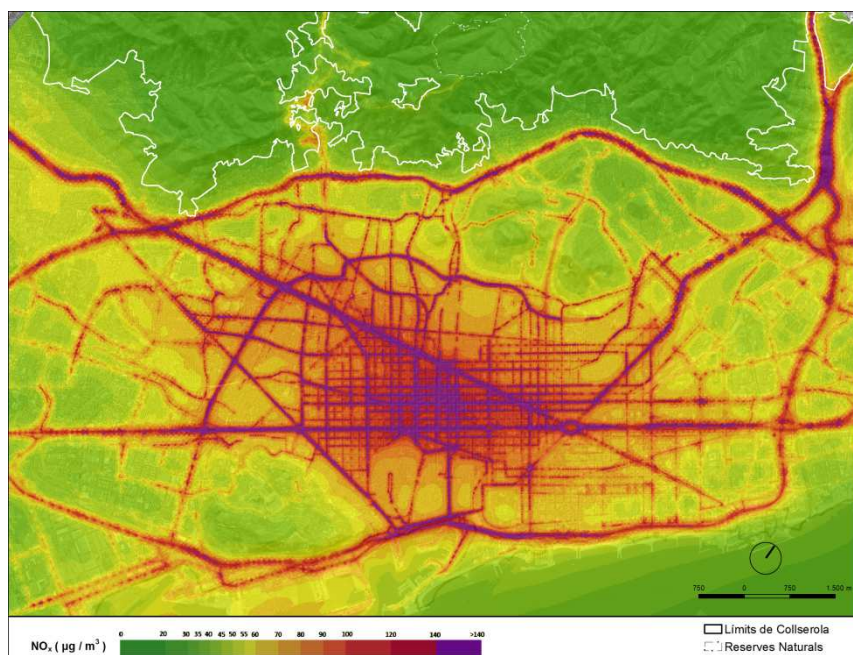 750 0 750 1.500 m
NOx ( µg / m³)
0 20 30 35 40 45 50 55 60 70 80 90 100 120 140 >140
Límits de Collserola
Reserves Naturals